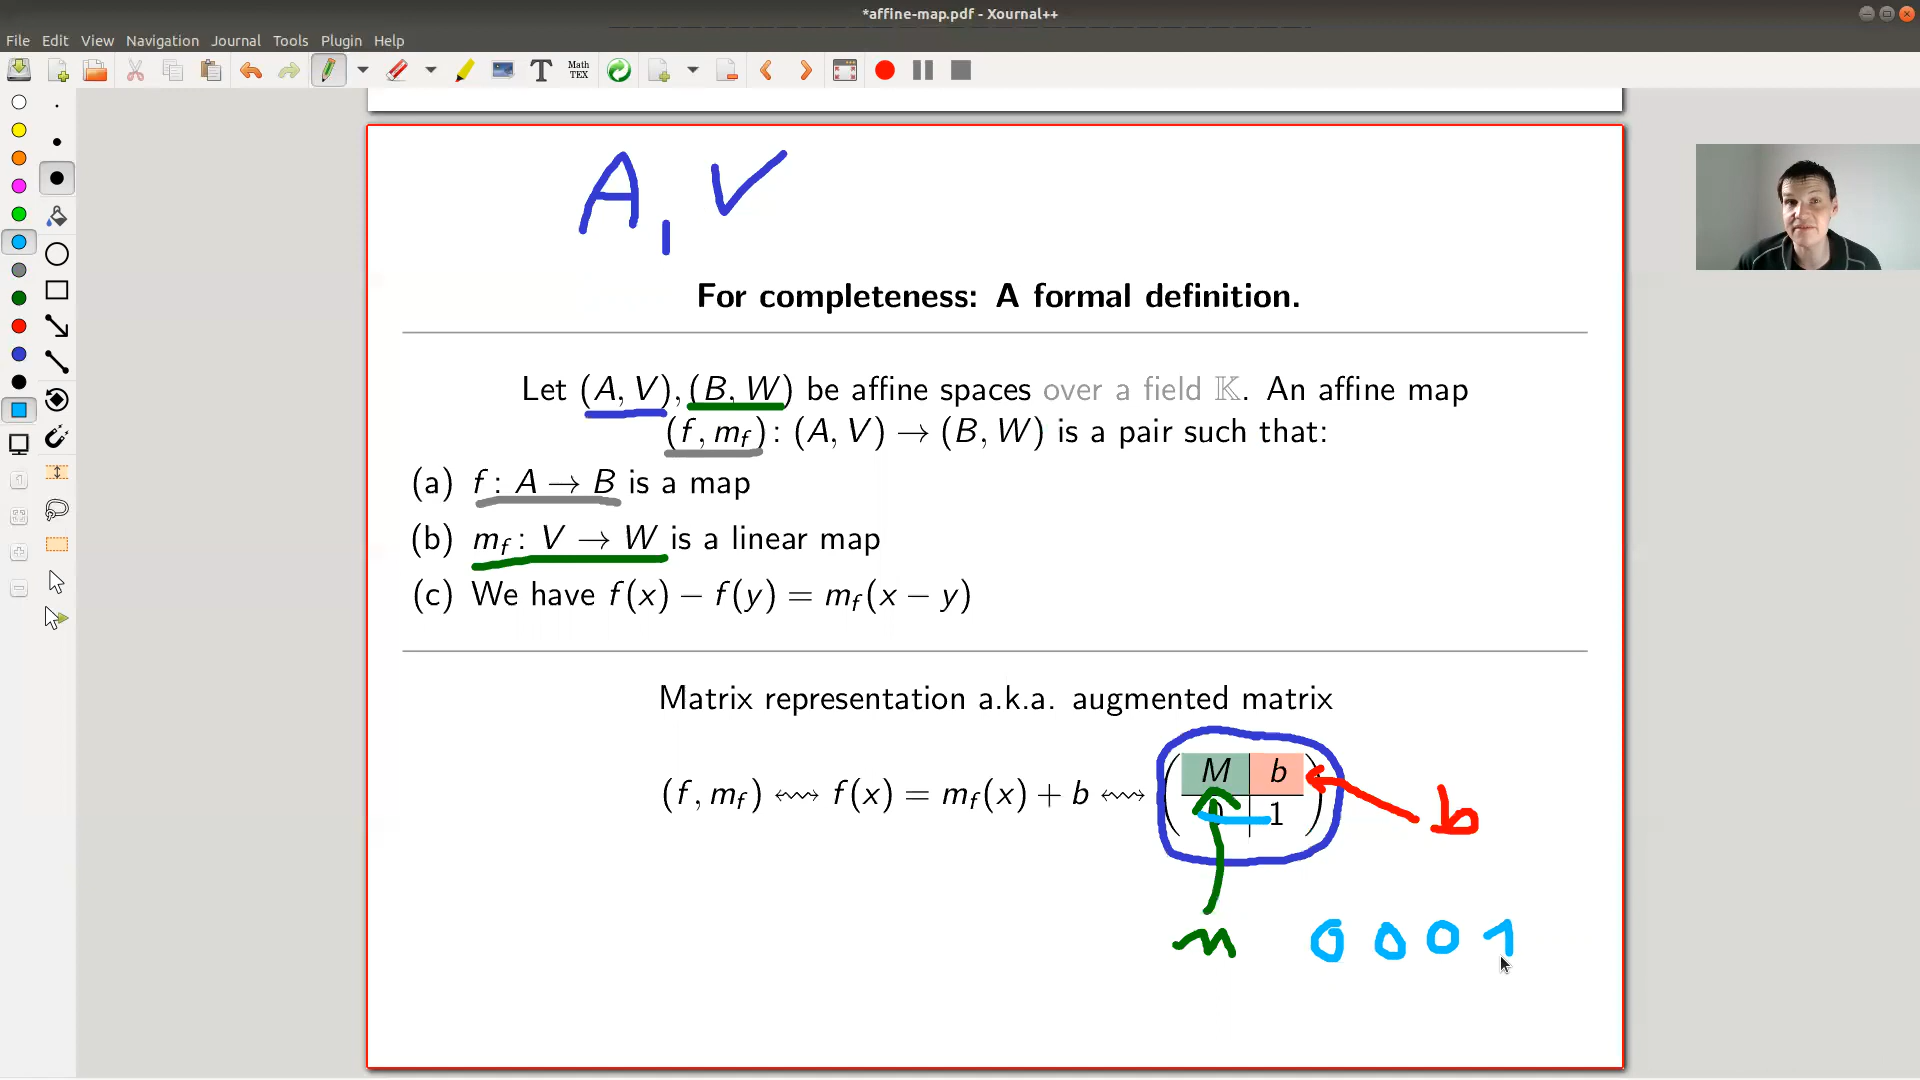 *affine-map.pdf - Xournal++
File Edit View Navigation Journal Tools Plugin Help
Math
TEX
A, V
For completeness: A formal definition.
Let (A, V), (B, W) be affine spaces over a field 𝕂. An affine map
(f, m_f): (A, V) → (B, W) is a pair such that:
(a) f: A → B is a map
(b) m_f: V → W is a linear map
(c) We have f(x) − f(y) = m_f(x − y)
Matrix representation a.k.a. augmented matrix
M b
(f, m_f) ⟷ f(x) = m_f(x) + b ⟷
0 1
b
m 0 0 0 1